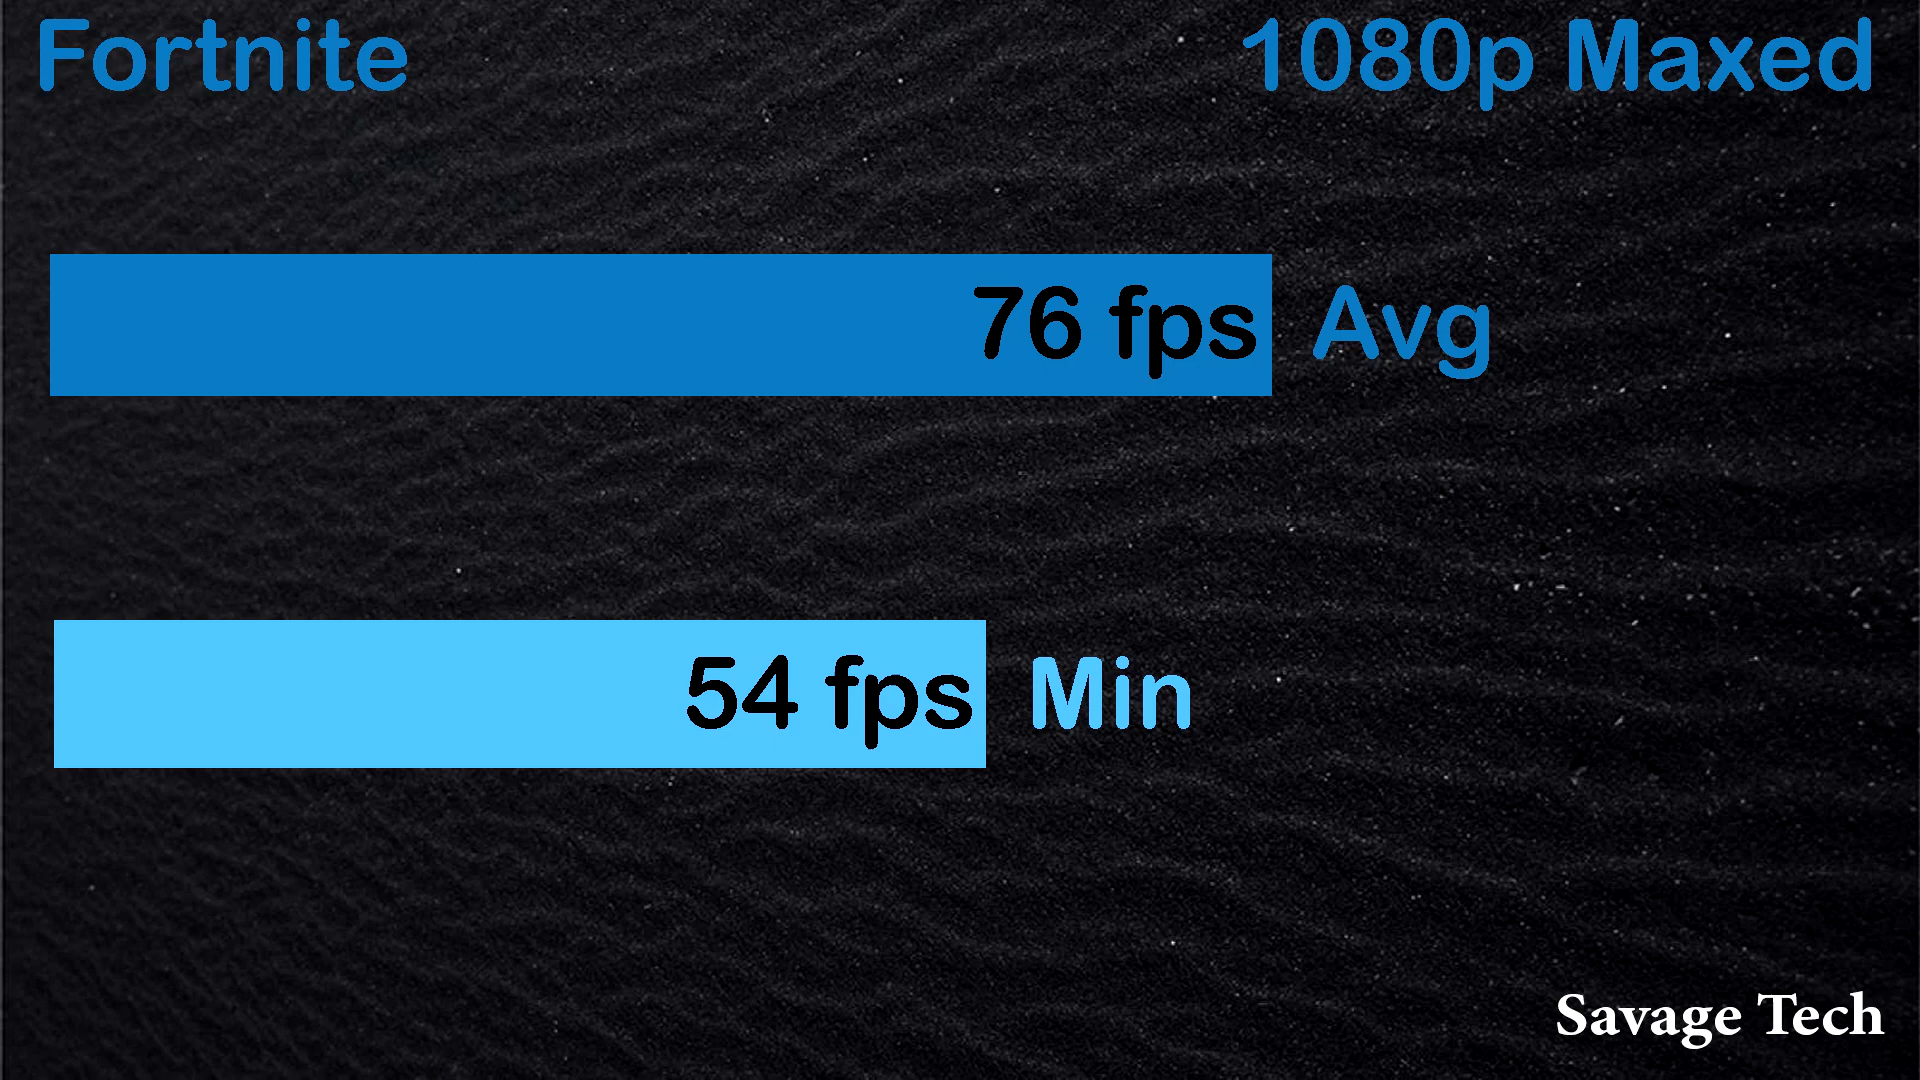 Fortnite
1080p Maxed
76 fps
Avg
54 fps
Min
Savage Tech